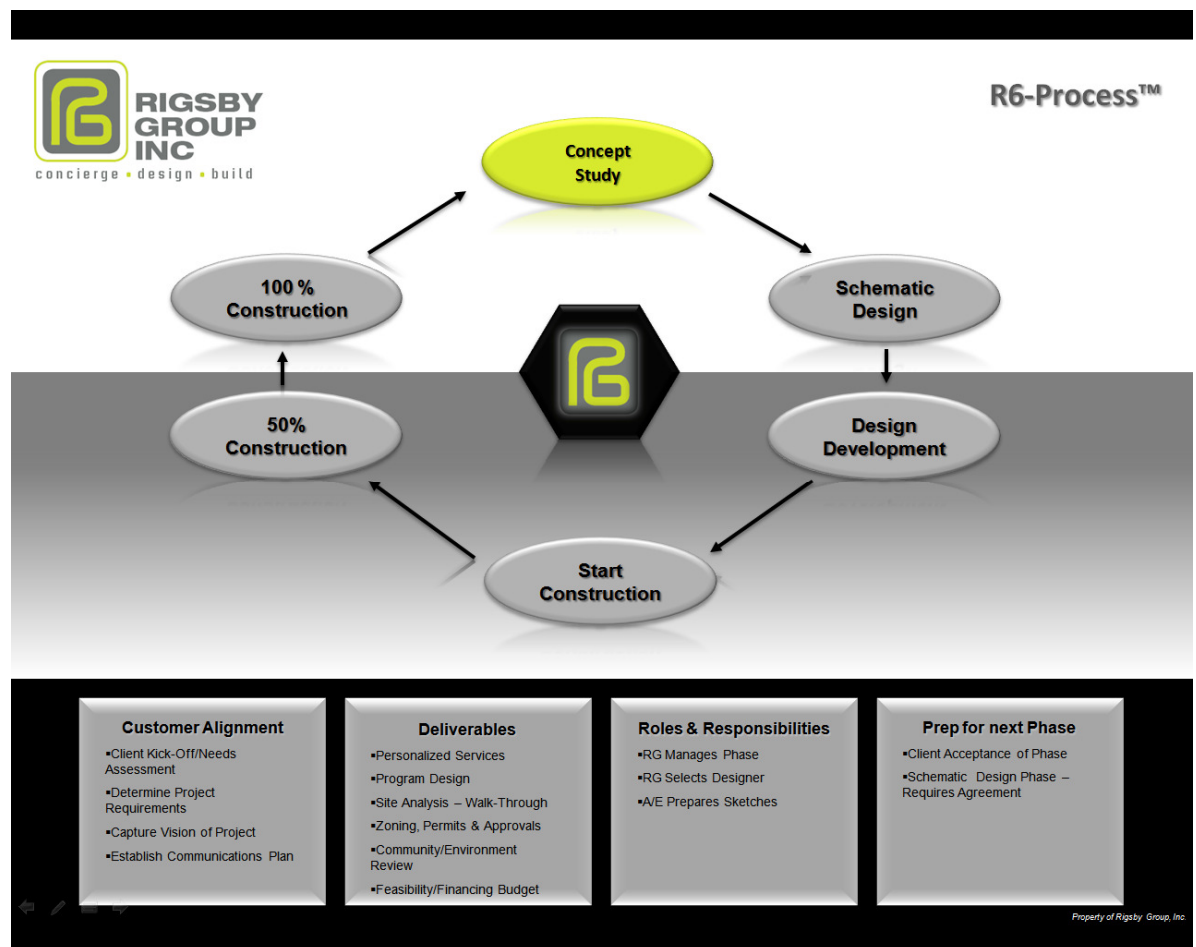 RIGSBY
GROUP
INC
concierge • design • build
R6-Process™
Concept
Study
100 %
Construction
Schematic
Design
50%
Construction
Design
Development
Start
Construction
Customer Alignment
▪Client Kick-Off/Needs
Assessment
▪Determine Project
Requirements
▪Capture Vision of Project
▪Establish Communications Plan
Deliverables
▪Personalized Services
▪Program Design
▪Site Analysis – Walk-Through
▪Zoning, Permits & Approvals
▪Community/Environment
Review
▪Feasibility/Financing Budget
Roles & Responsibilities
▪RG Manages Phase
▪RG Selects Designer
▪A/E Prepares Sketches
Prep for next Phase
▪Client Acceptance of Phase
▪Schematic Design Phase –
Requires Agreement
Property of Rigsby Group, Inc.